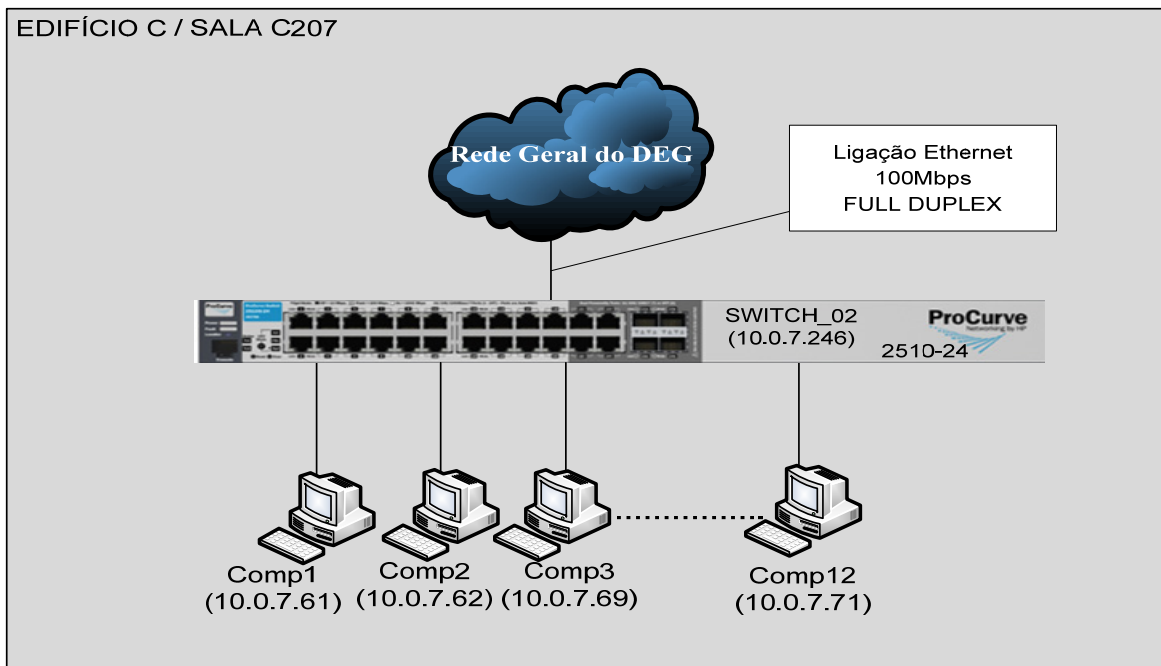 EDIFÍCIO C / SALA C207
Rede Geral do DEG
Ligação Ethernet
100Mbps
FULL DUPLEX
ProCurve
SWITCH_02
(10.0.7.246)
ProCurve
Networking by HP
2510-24
Comp1
(10.0.7.61)
Comp2
(10.0.7.62)
Comp3
(10.0.7.69)
Comp12
(10.0.7.71)